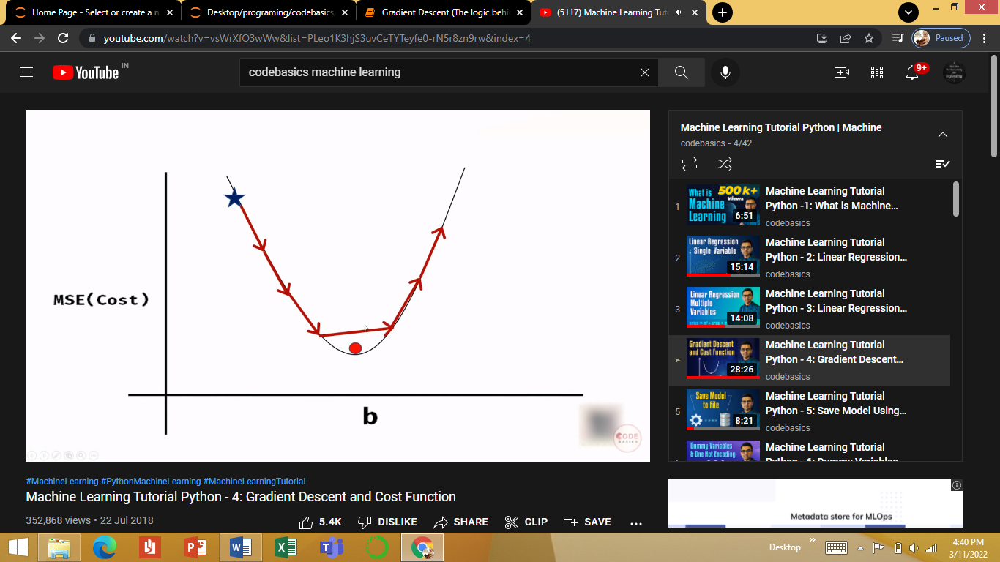 Home Page - Select or create a n
Desktop/programing/codebasics/
Gradient Descent (The logic behi
(5117) Machine Learning Tut
youtube.com/watch?v=vsWrXfO3wWw&list=PLeo1K3hjS3uvCeTYTeyfe0-rN5r8zn9rw&index=4
Paused
YouTube IN
codebasics machine learning
9+
MSE(Cost)
b
CODE
BASICS
Machine Learning Tutorial Python | Machine
codebasics - 4/42
1
What is
Machine
Learning
500 k+
Views
6:51
Machine Learning Tutorial
Python -1: What is Machine...
codebasics
2
Linear Regression
Single Variable
15:14
Machine Learning Tutorial
Python - 2: Linear Regression...
codebasics
3
Linear Regression
Multiple
Variables
14:08
Machine Learning Tutorial
Python - 3: Linear Regression...
codebasics
Gradient Descent
and Cost Function
28:26
Machine Learning Tutorial
Python - 4: Gradient Descent...
codebasics
5
Save Model
to File
8:21
Machine Learning Tutorial
Python - 5: Save Model Using...
codebasics
Dummy Variables
& One Hot Encoding
Machine Learning Tutorial
Python - 6: Dummy Variables
#MachineLearning #PythonMachineLearning #MachineLearningTutorial
Machine Learning Tutorial Python - 4: Gradient Descent and Cost Function
352,868 views • 22 Jul 2018
5.4K
DISLIKE
SHARE
CLIP
SAVE
Metadata store for MLOps
Desktop
4:40 PM
3/11/2022